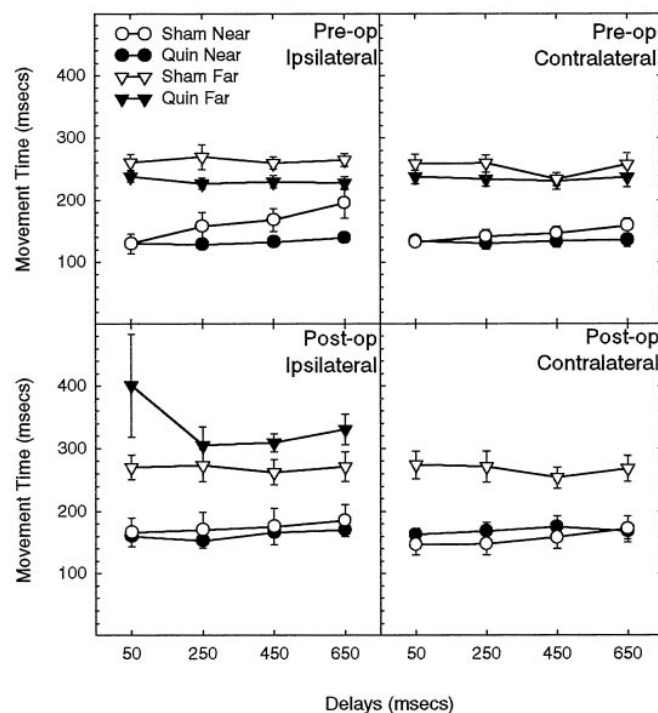 Sham Near
Quin Near
Sham Far
Quin Far
Pre-op
Ipsilateral
Pre-op
Contralateral
Movement Time (msecs)
400
300
200
100
Post-op
Ipsilateral
Post-op
Contralateral
Movement Time (msecs)
400
300
200
100
50
250
450
650
50
250
450
650
Delays (msecs)